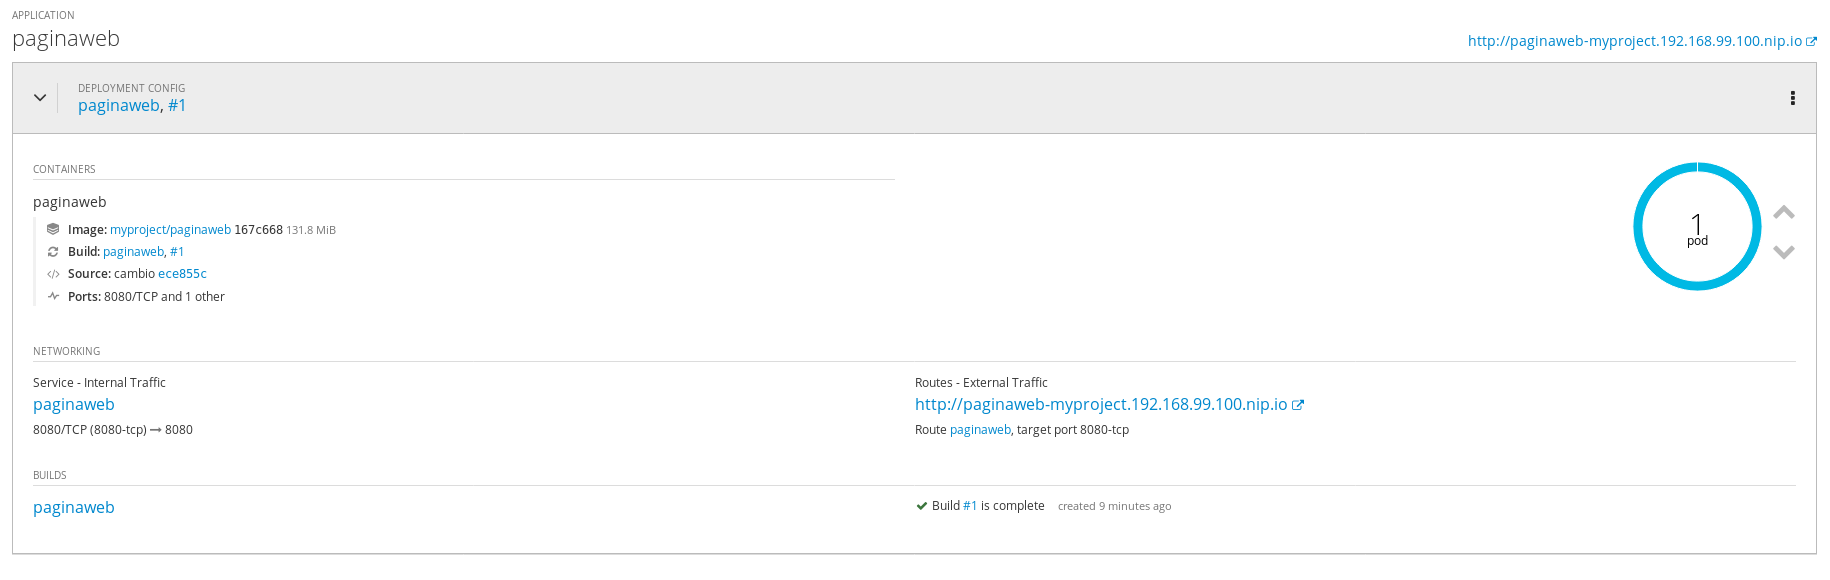 APPLICATION
paginaweb
http://paginaweb-myproject.192.168.99.100.nip.io
DEPLOYMENT CONFIG
paginaweb, #1
CONTAINERS
paginaweb
Image: myproject/paginaweb 167c668 131.8 MiB
Build: paginaweb, #1
Source: cambio ece855c
Ports: 8080/TCP and 1 other
1
pod
NETWORKING
Service - Internal Traffic
paginaweb
8080/TCP (8080-tcp) → 8080
Routes - External Traffic
http://paginaweb-myproject.192.168.99.100.nip.io
Route paginaweb, target port 8080-tcp
BUILDS
paginaweb
Build #1 is complete created 9 minutes ago